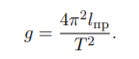 g = \frac{4\pi^2 l_{\text{пр}}}{T^2}.